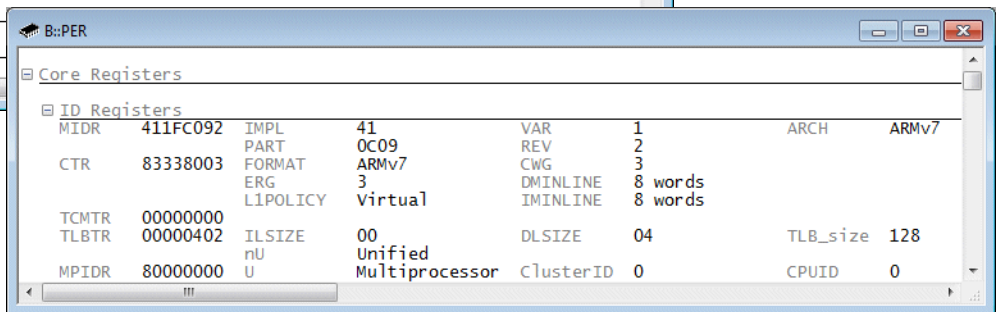 B::PER
Core Registers
ID Registers
MIDR 411FC092 IMPL 41 VAR 1 ARCH ARMv7
PART 0C09 REV 2
CTR 83338003 FORMAT ARMv7 CWG 3
ERG 3 DMINLINE 8 words
L1POLICY Virtual IMINLINE 8 words
TCMTR 00000000
TLBTR 00000402 ILSIZE 00 DLSIZE 04 TLB_size 128
nU Unified
MPIDR 80000000 U Multiprocessor ClusterID 0 CPUID 0